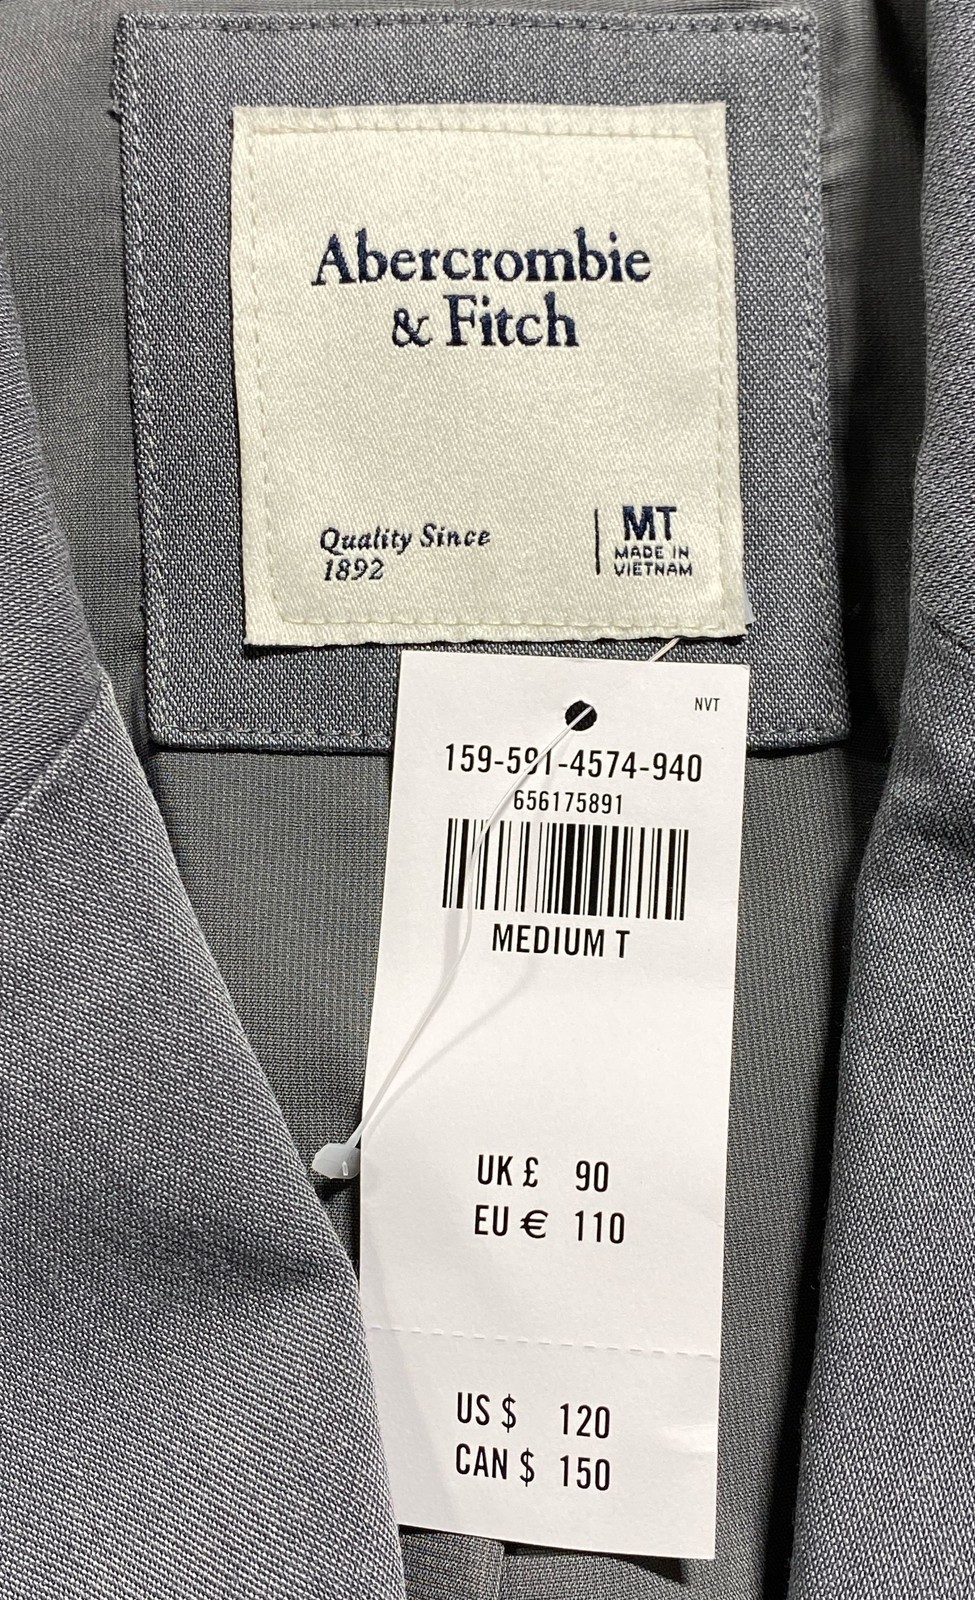 Abercrombie
& Fitch
Quality Since
1892
MT
MADE IN
VIETNAM
NVT
159-591-4574-940
656175891
MEDIUM T
UK £ 90
EU € 110
US $ 120
CAN $ 150